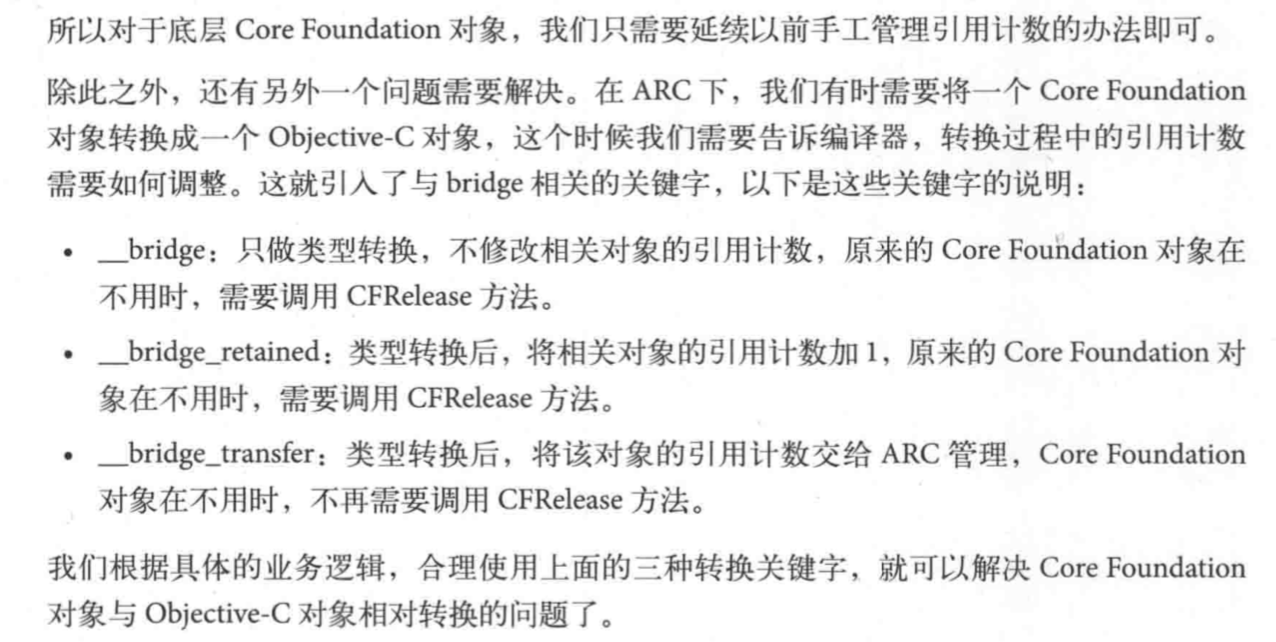 所以对于底层 Core Foundation 对象，我们只需要延续以前手工管理引用计数的办法即可。
除此之外，还有另外一个问题需要解决。在 ARC 下，我们有时需要将一个 Core Foundation
对象转换成一个 Objective-C 对象，这个时候我们需要告诉编译器，转换过程中的引用计数
需要如何调整。这就引入了与 bridge 相关的关键字，以下是这些关键字的说明：
• __bridge：只做类型转换，不修改相关对象的引用计数，原来的 Core Foundation 对象在
不用时，需要调用 CFRelease 方法。
• __bridge_retained：类型转换后，将相关对象的引用计数加 1，原来的 Core Foundation 对
象在不用时，需要调用 CFRelease 方法。
• __bridge_transfer：类型转换后，将该对象的引用计数交给 ARC 管理，Core Foundation
对象在不用时，不再需要调用 CFRelease 方法。
我们根据具体的业务逻辑，合理使用上面的三种转换关键字，就可以解决 Core Foundation
对象与 Objective-C 对象相对转换的问题了。